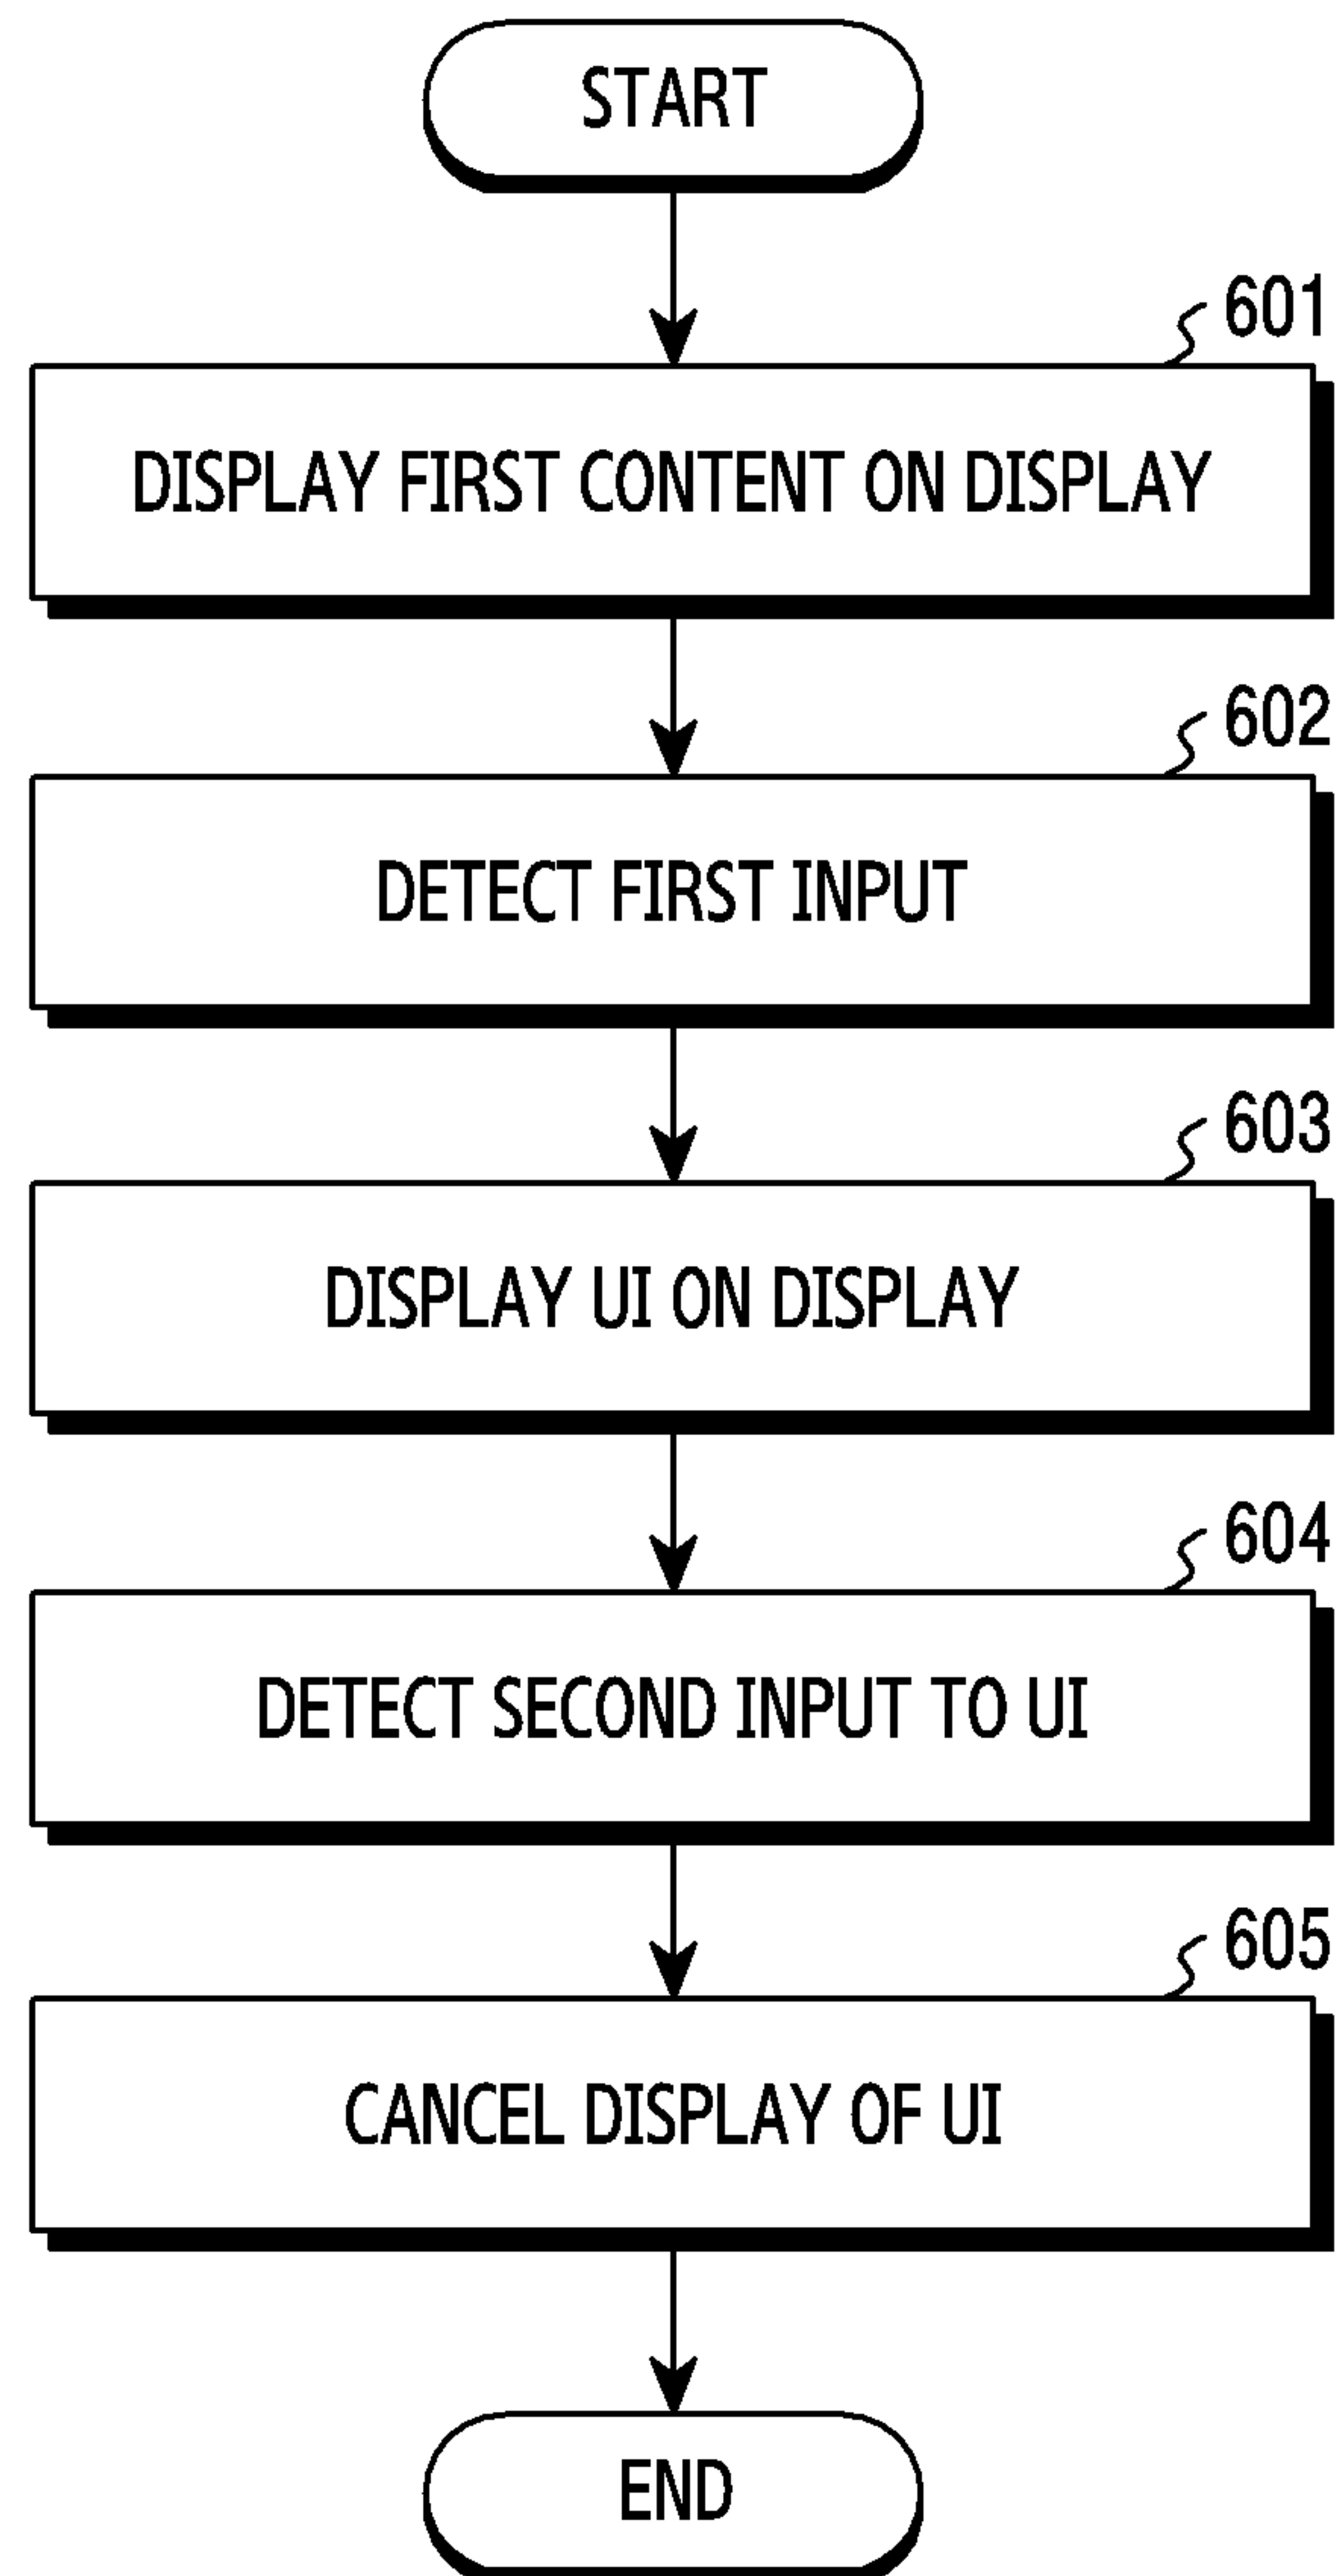 START
601
DISPLAY FIRST CONTENT ON DISPLAY
602
DETECT FIRST INPUT
603
DISPLAY UI ON DISPLAY
604
DETECT SECOND INPUT TO UI
605
CANCEL DISPLAY OF UI
END